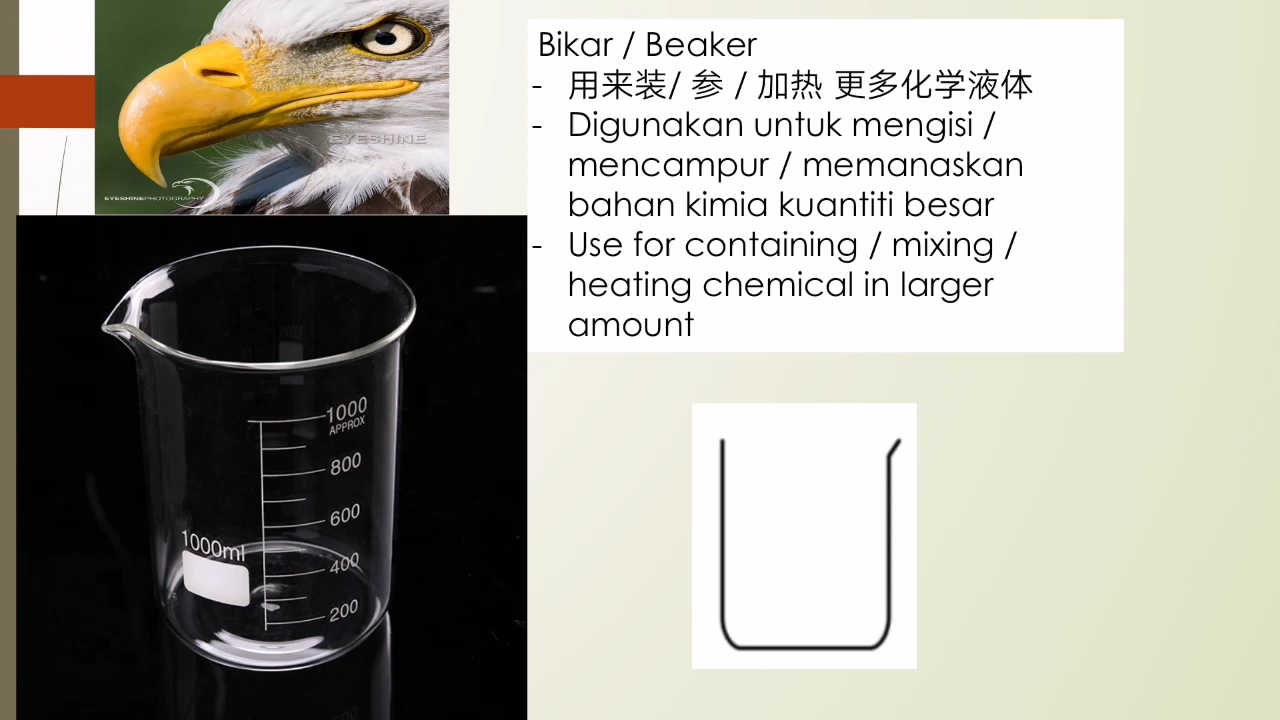 EYESHINE
EYESHINEPHOTOGRAPHY
Bikar / Beaker
- 用来装/ 参 / 加热 更多化学液体
- Digunakan untuk mengisi /
mencampur / memanaskan
bahan kimia kuantiti besar
- Use for containing / mixing /
heating chemical in larger
amount
1000
APPROX
800
600
1000ml
400
200